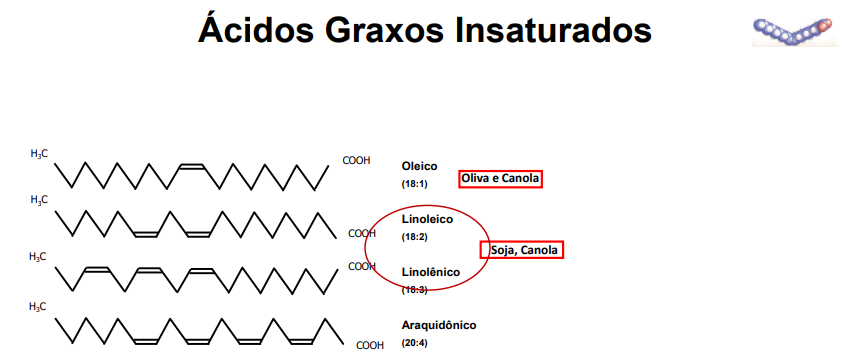 Ácidos Graxos Insaturados
H₃C
COOH
Oleico
(18:1)
Oliva e Canola
H₃C
COOH
Linoleico
(18:2)
Soja, Canola
H₃C
COOH
Linolênico
(18:3)
H₃C
COOH
Araquidônico
(20:4)